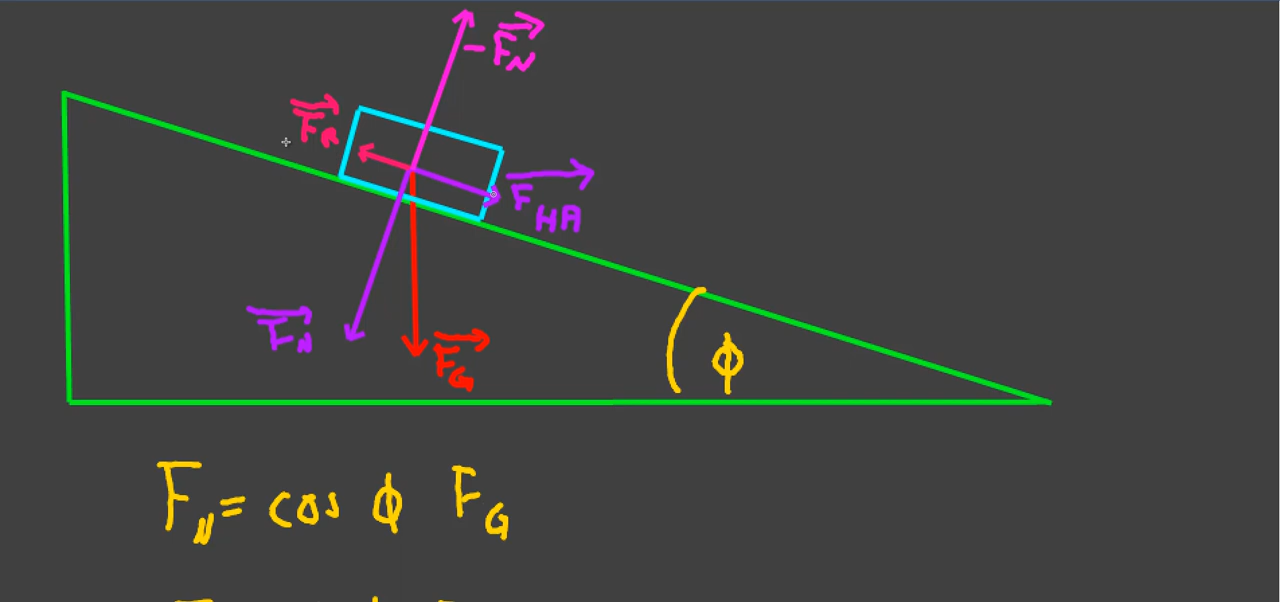 -F_N
F_R
F_HA
F_N
F_G
ϕ
F_N = cos ϕ F_G